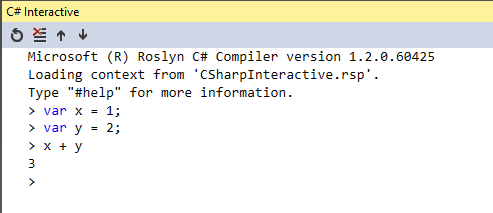 C# Interactive
Microsoft (R) Roslyn C# Compiler version 1.2.0.60425
Loading context from 'CSharpInteractive.rsp'.
Type "#help" for more information.
> var x = 1;
> var y = 2;
> x + y
3
>